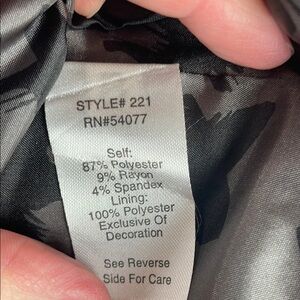 STYLE# 221
RN#54077
Self:
87% Polyester
9% Rayon
4% Spandex
Lining:
100% Polyester
Exclusive Of
Decoration
See Reverse
Side For Care